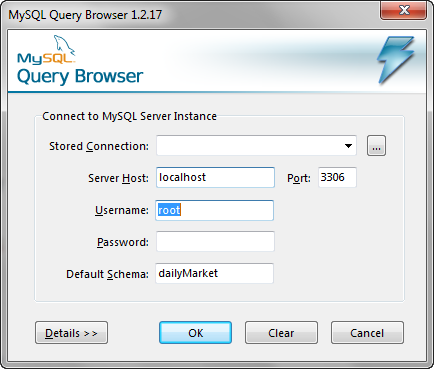 MySQL Query Browser 1.2.17
MySQL
Query Browser
Connect to MySQL Server Instance
Stored Connection:
...
Server Host: localhost Port: 3306
Username: root
Password:
Default Schema: dailyMarket
Details >> OK Clear Cancel